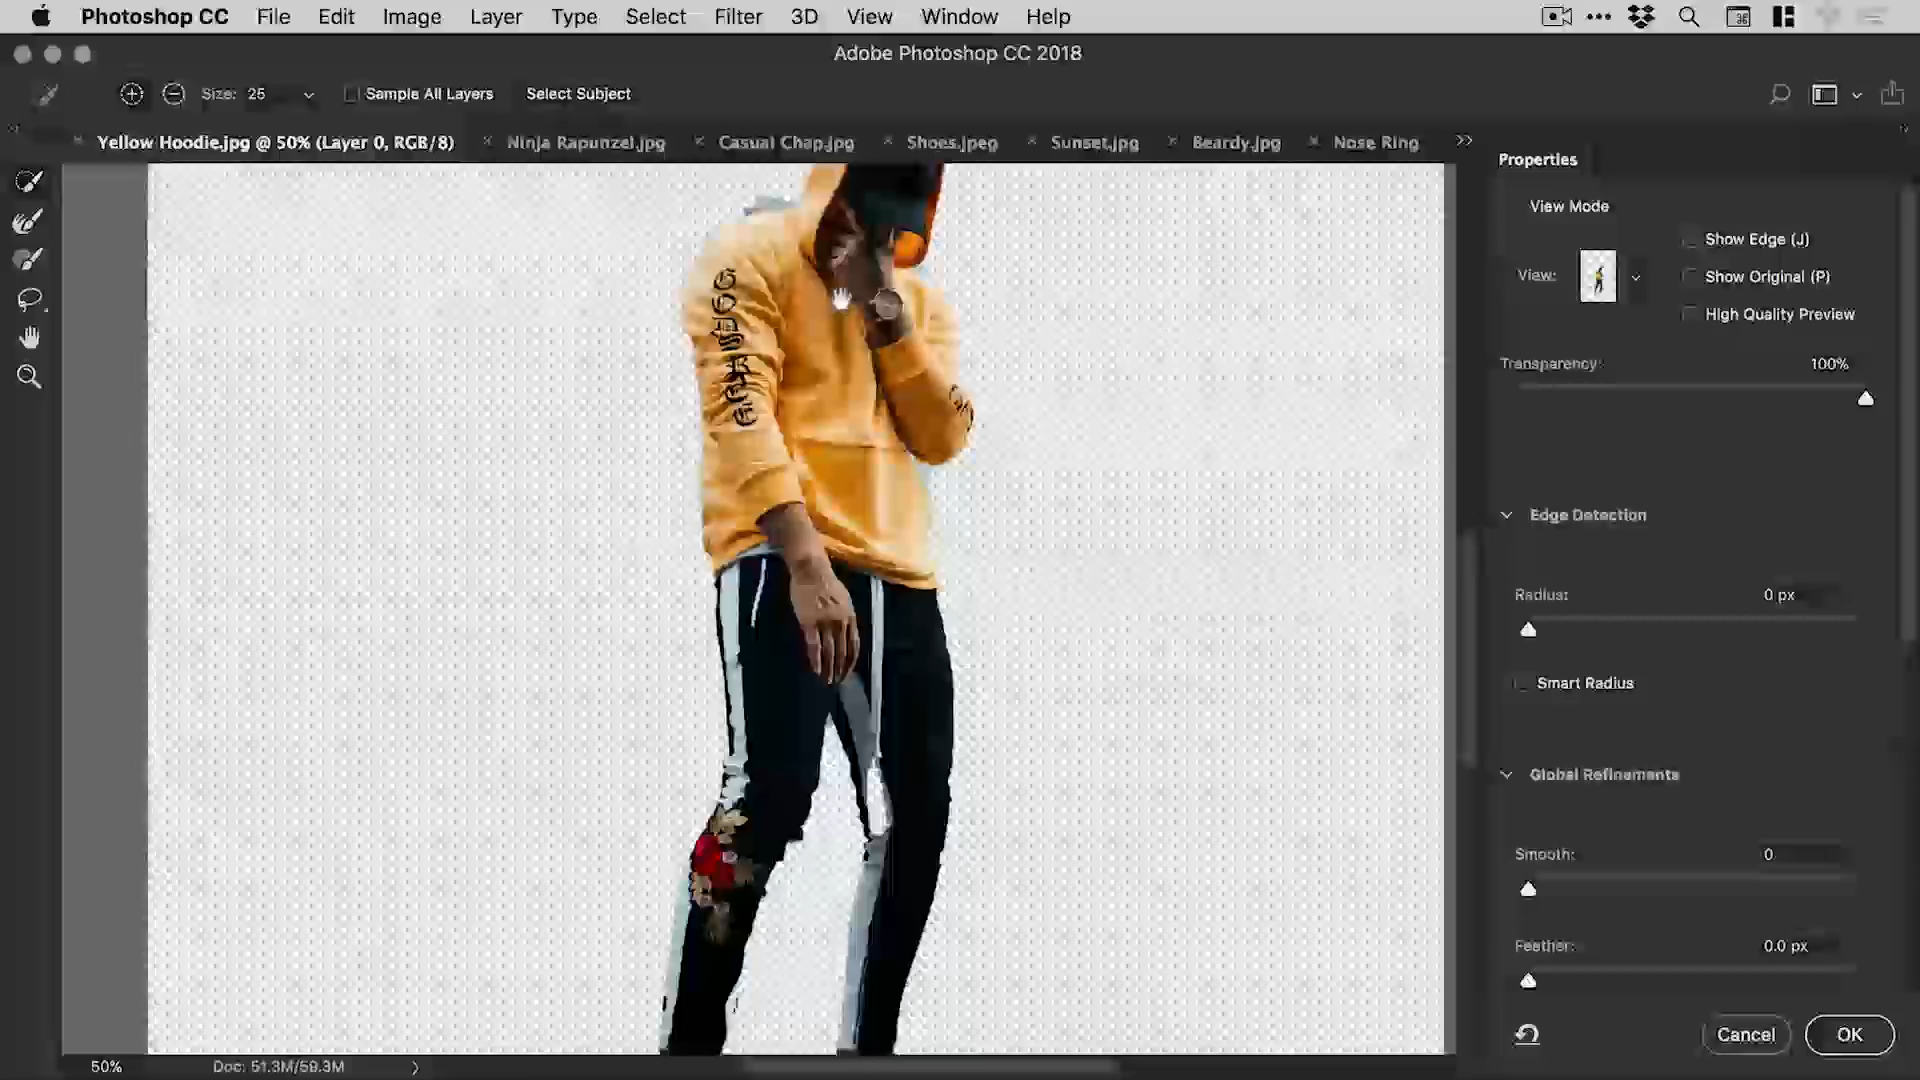 Photoshop CC File Edit Image Layer Type Select Filter 3D View Window Help
Adobe Photoshop CC 2018
Size: 25 Sample All Layers Select Subject
Yellow Hoodie.jpg @ 50% (Layer 0, RGB/8) Ninja Rapunzel.jpg Casual Chap.jpg Shoes.jpeg Sunset.jpg Beardy.jpg Nose Ring
Properties
View Mode
Show Edge (J)
View:
Show Original (P)
High Quality Preview
Transparency: 100%
Edge Detection
Radius: 0 px
Smart Radius
Global Refinements
Smooth: 0
Feather: 0.0 px
Cancel OK
50% Doc: 51.3M/59.3M